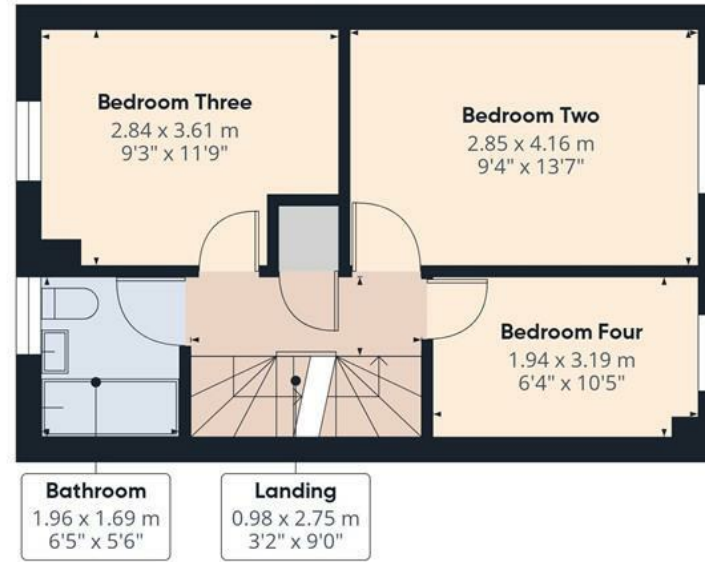 Bedroom Three
2.84 x 3.61 m
9'3" x 11'9"
Bedroom Two
2.85 x 4.16 m
9'4" x 13'7"
Bedroom Four
1.94 x 3.19 m
6'4" x 10'5"
Bathroom
1.96 x 1.69 m
6'5" x 5'6"
Landing
0.98 x 2.75 m
3'2" x 9'0"